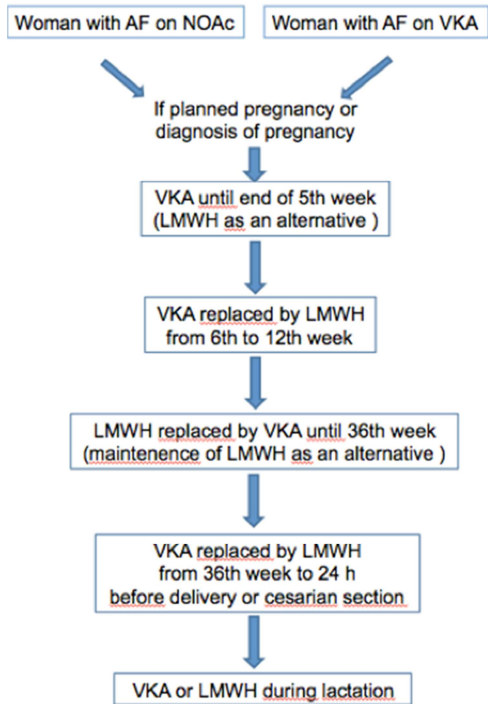 Woman with AF on NOAc
Woman with AF on VKA
If planned pregnancy or
diagnosis of pregnancy
VKA until end of 5th week
(LMWH as an alternative )
VKA replaced by LMWH
from 6th to 12th week
LMWH replaced by VKA until 36th week
(maintenence of LMWH as an alternative )
VKA replaced by LMWH
from 36th week to 24 h
before delivery or cesarian section
VKA or LMWH during lactation